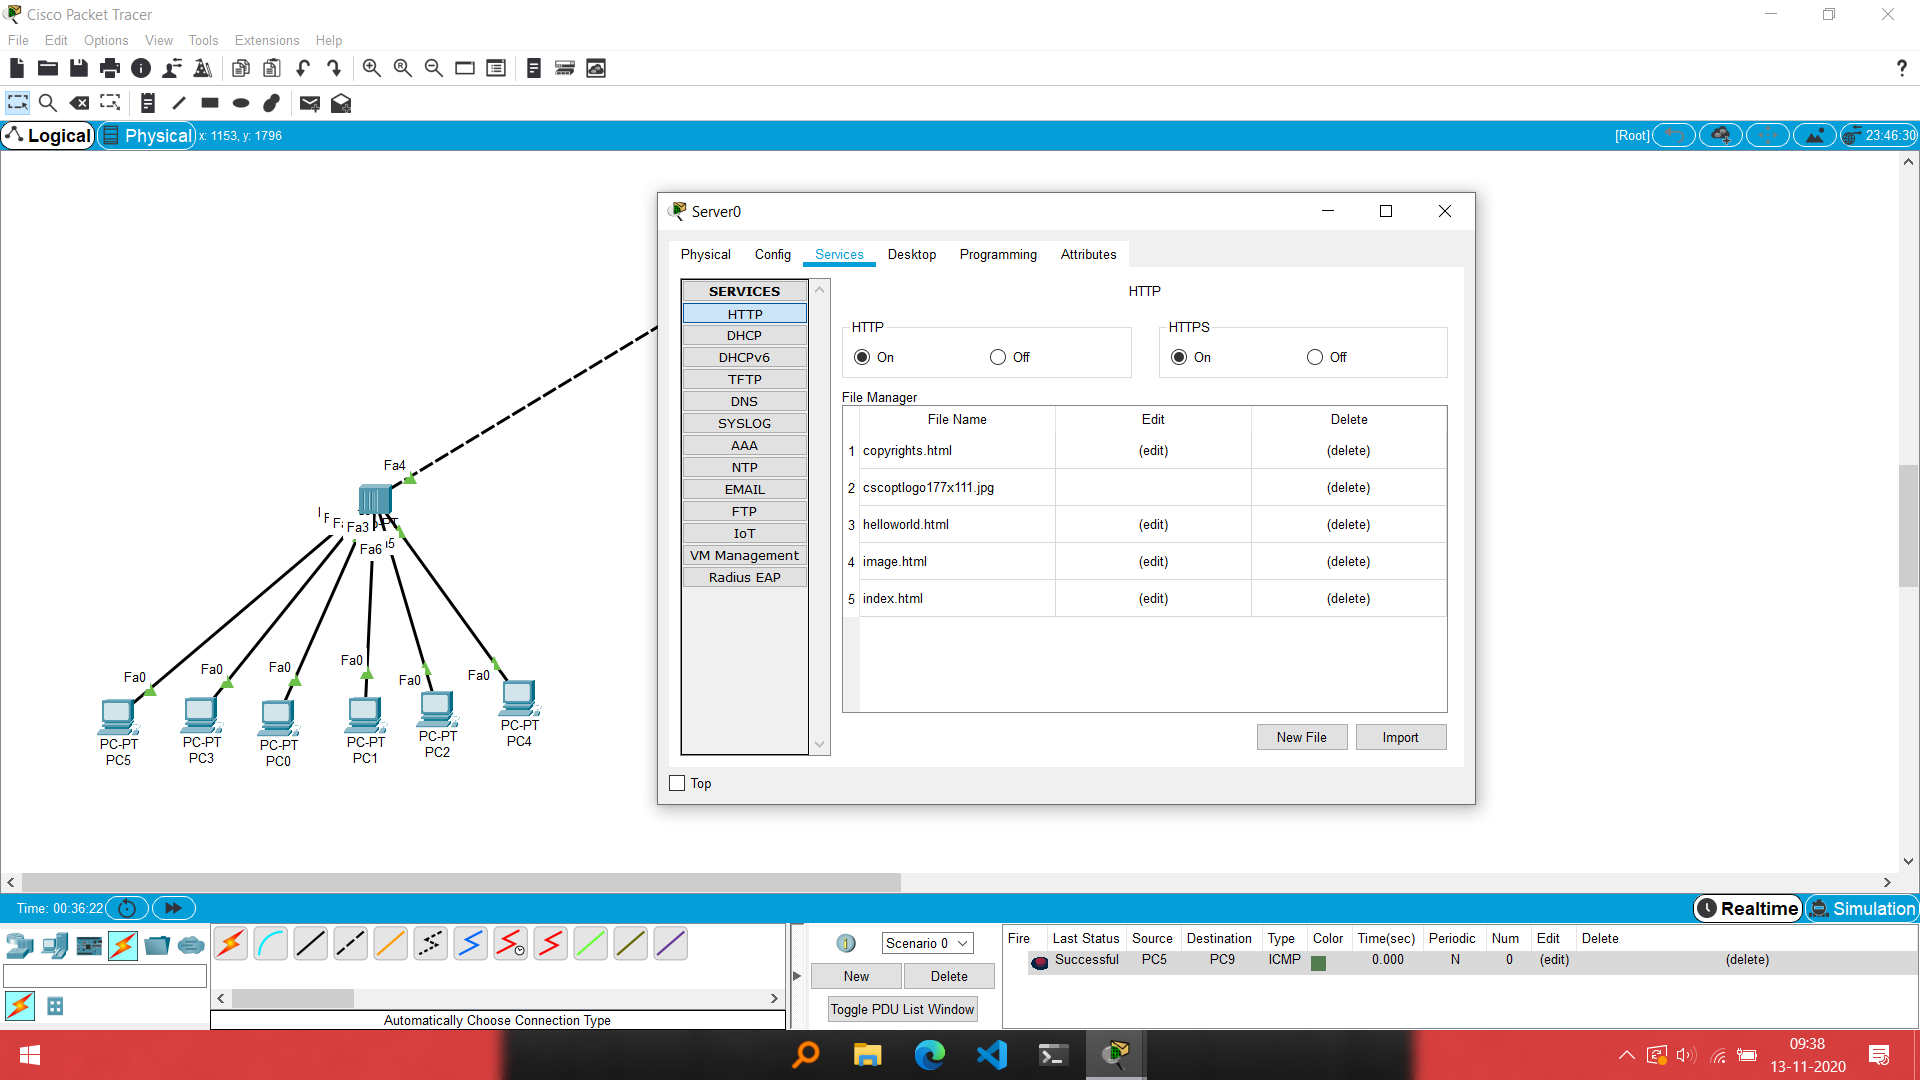 Cisco Packet Tracer
File Edit Options View Tools Extensions Help
?
Logical Physical x: 1153, y: 1796 [Root] 23:46:30
Server0
Physical Config Services Desktop Programming Attributes
SERVICES
HTTP
DHCP
DHCPv6
TFTP
DNS
SYSLOG
AAA
NTP
EMAIL
FTP
IoT
VM Management
Radius EAP
HTTP
HTTP HTTPS
On Off On Off
File Manager
File Name Edit Delete
1 copyrights.html (edit) (delete)
2 cscoptlogo177x111.jpg (delete)
3 helloworld.html (edit) (delete)
4 image.html (edit) (delete)
5 index.html (edit) (delete)
New File Import
Top
Fa4
Fa3
Fa6
Fa0 Fa0 Fa0 Fa0 Fa0 Fa0
PC-PT
PC5
PC-PT
PC3
PC-PT
PC0
PC-PT
PC1
PC-PT
PC2
PC-PT
PC4
Time: 00:36:22 Realtime Simulation
Scenario 0
New Delete
Toggle PDU List Window
Automatically Choose Connection Type
Fire Last Status Source Destination Type Color Time(sec) Periodic Num Edit Delete
Successful PC5 PC9 ICMP 0.000 N 0 (edit) (delete)
09:38
13-11-2020